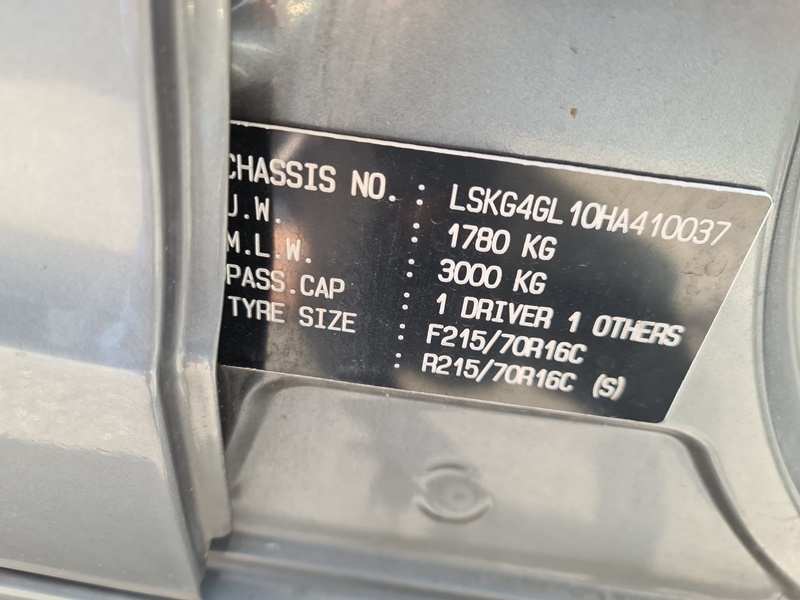 CHASSIS NO. : LSKG4GL10HA410037
U.W. : 1780 KG
M.L.W. : 3000 KG
PASS.CAP : 1 DRIVER 1 OTHERS
TYRE SIZE : F215/70R16C
: R215/70R16C (S)